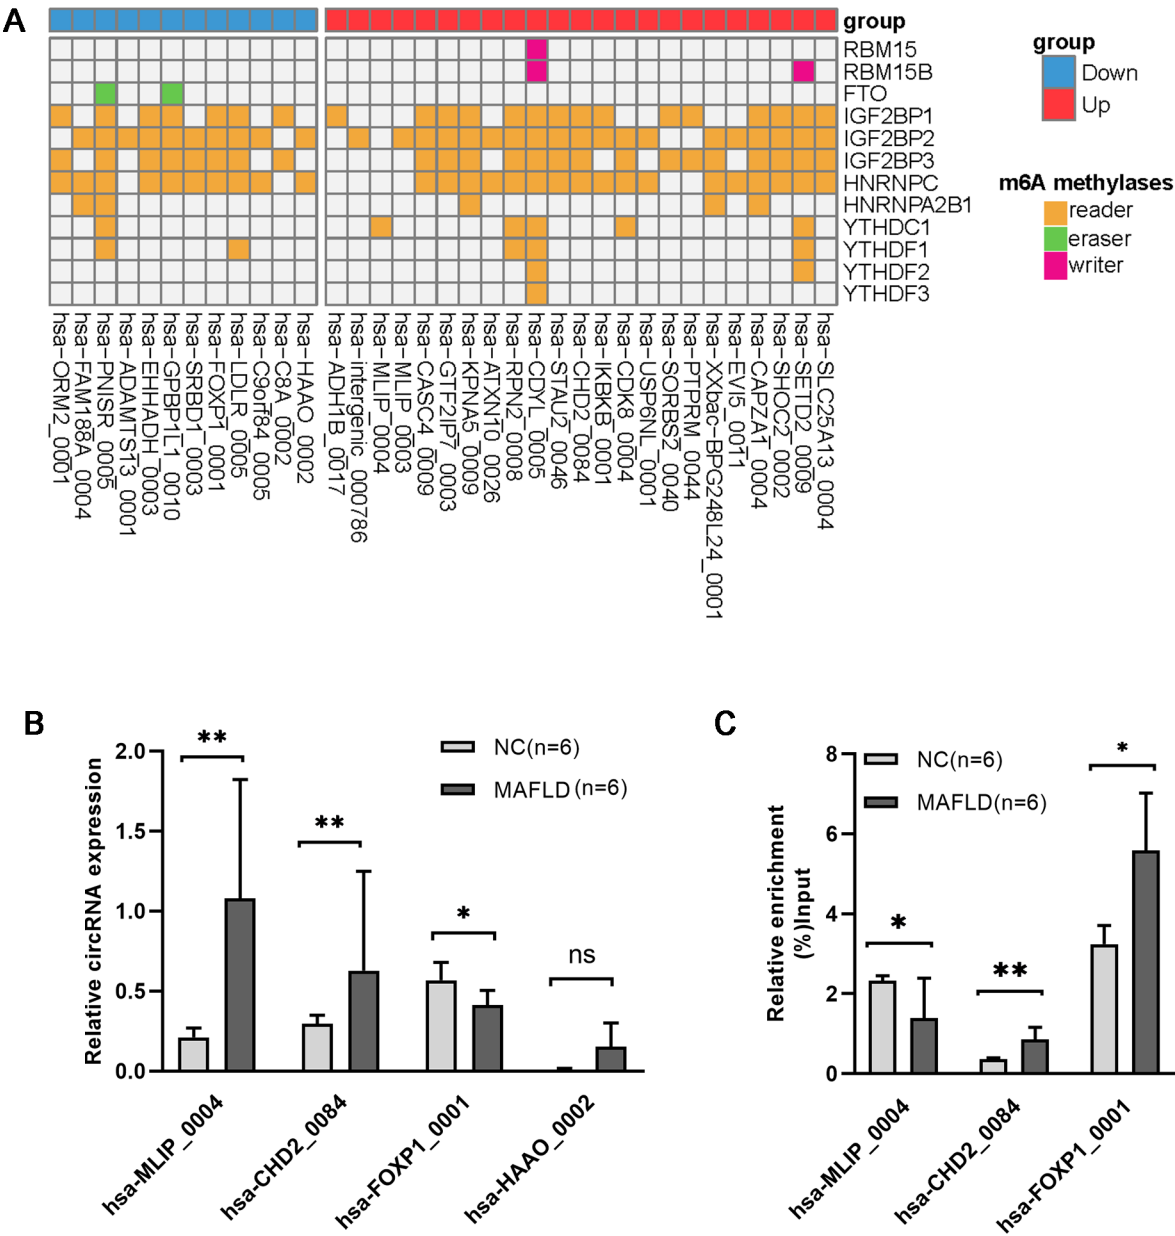 A
group
RBM15
RBM15B
FTO
IGF2BP1
IGF2BP2
IGF2BP3
HNRNPC
HNRNPA2B1
YTHDC1
YTHDF1
YTHDF2
YTHDF3
group
Down
Up
m6A methylases
reader
eraser
writer
hsa-ORM2_0001
hsa-FAM188A_0004
hsa-PNISR_0005
hsa-ADAMTS13_0001
hsa-EHHADH_0003
hsa-GPBP1L1_0010
hsa-SRBD1_0003
hsa-FOXP1_0001
hsa-LDLR_0005
hsa-C9orf84_0005
hsa-C8A_0002
hsa-HAAO_0002
hsa-ADH1B_0017
hsa-intergenic_000786
hsa-MLIP_0004
hsa-MLIP_0003
hsa-CASC4_0009
hsa-GTF2IP7_0003
hsa-KPNA5_0009
hsa-ATXN10_0026
hsa-RPN2_0008
hsa-CDYL_0005
hsa-STAU2_0046
hsa-CHD2_0084
hsa-IKBKB_0001
hsa-CDK8_0004
hsa-USP6NL_0001
hsa-SORBS2_0040
hsa-PTPRM_0044
hsa-XXbac-BPG248L24_0001
hsa-EVI5_0011
hsa-CAPZA1_0004
hsa-SHOC2_0002
hsa-SETD2_0009
hsa-SLC25A13_0004
B
Relative circRNA expression
2.0
1.5
1.0
0.5
0.0
**
**
*
ns
NC(n=6)
MAFLD(n=6)
hsa-MLIP_0004
hsa-CHD2_0084
hsa-FOXP1_0001
hsa-HAAO_0002
C
Relative enrichment
(%)Input
8
6
4
2
0
NC(n=6)
MAFLD(n=6)
*
**
*
hsa-MLIP_0004
hsa-CHD2_0084
hsa-FOXP1_0001